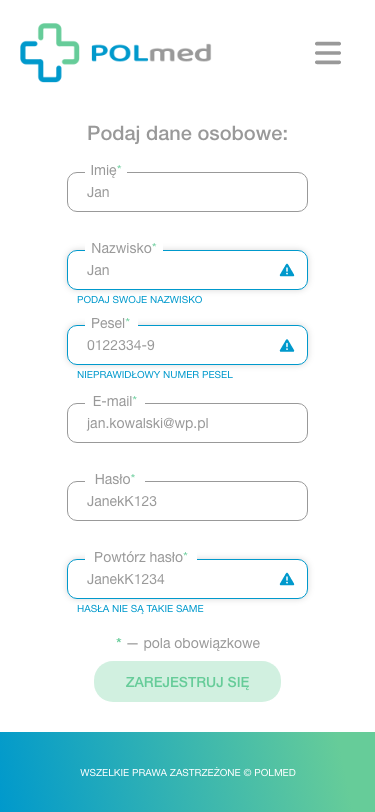 POLmed
Podaj dane osobowe:
Imię*
Jan
Nazwisko*
Jan
PODAJ SWOJE NAZWISKO
Pesel*
0122334-9
NIEPRAWIDŁOWY NUMER PESEL
E-mail*
jan.kowalski@wp.pl
Hasło*
JanekK123
Powtórz hasło*
JanekK1234
HASŁA NIE SĄ TAKIE SAME
* — pola obowiązkowe
ZAREJESTRUJ SIĘ
WSZELKIE PRAWA ZASTRZEŻONE © POLMED